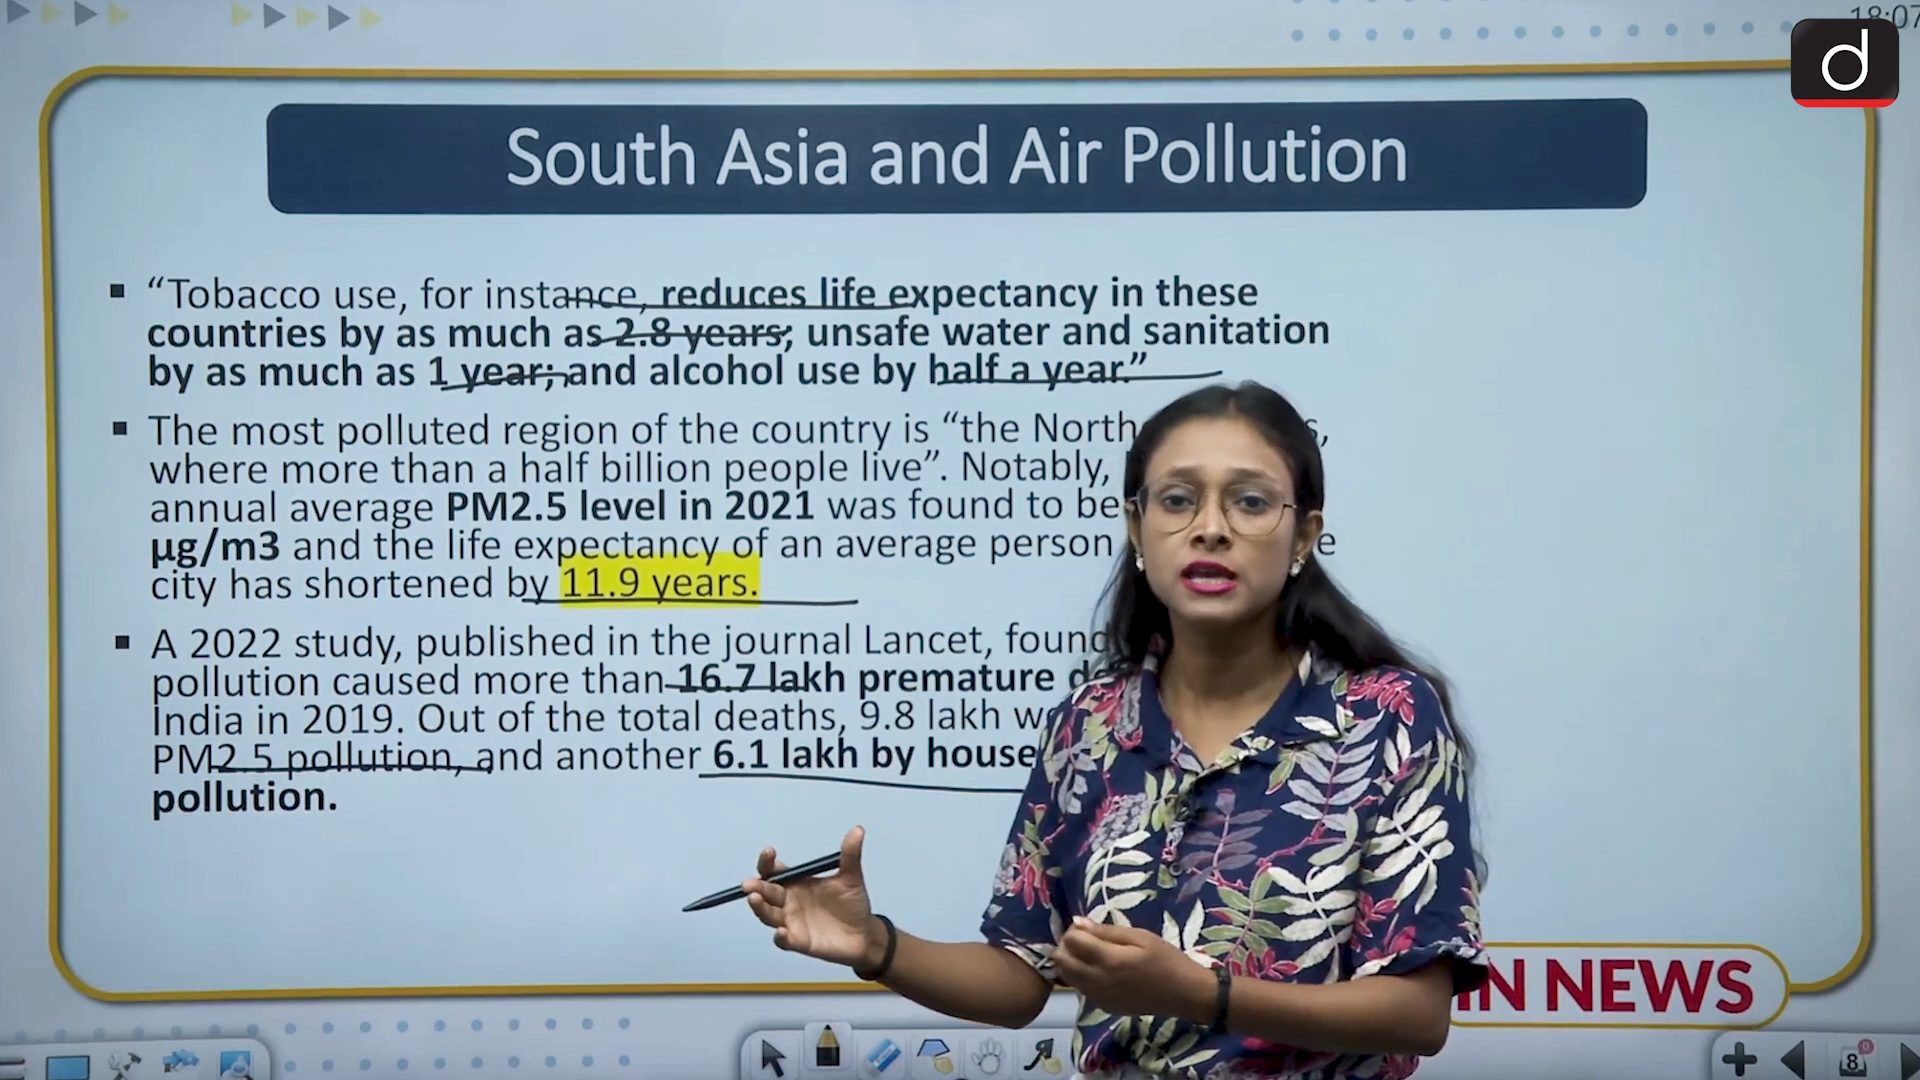 18:07
d
South Asia and Air Pollution
“Tobacco use, for instance, reduces life expectancy in these
countries by as much as 2.8 years; unsafe water and sanitation
by as much as 1 year; and alcohol use by half a year.”
The most polluted region of the country is “the North
where more than a half billion people live”. Notably,
annual average PM2.5 level in 2021 was found to be
µg/m3 and the life expectancy of an average person
city has shortened by 11.9 years.
A 2022 study, published in the journal Lancet, found
pollution caused more than 16.7 lakh premature
India in 2019. Out of the total deaths, 9.8 lakh
PM2.5 pollution, and another 6.1 lakh by house
pollution.
IN NEWS
8
0